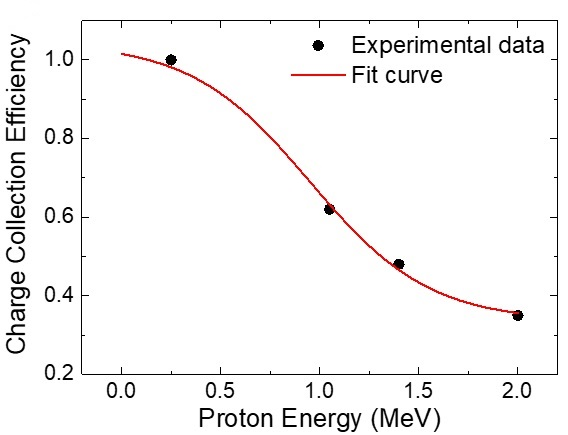 Experimental data
Fit curve
Charge Collection Efficiency
1.0
0.8
0.6
0.4
0.2
0.0 0.5 1.0 1.5 2.0
Proton Energy (MeV)